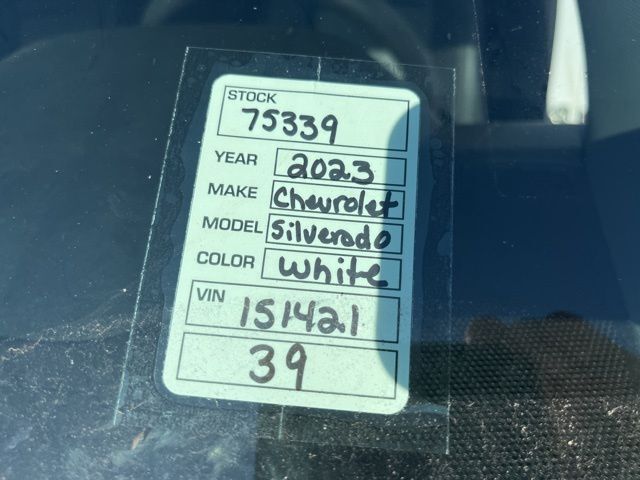 STOCK
75339
YEAR 2023
MAKE Chevrolet
MODEL Silverado
COLOR White
VIN 151421
39